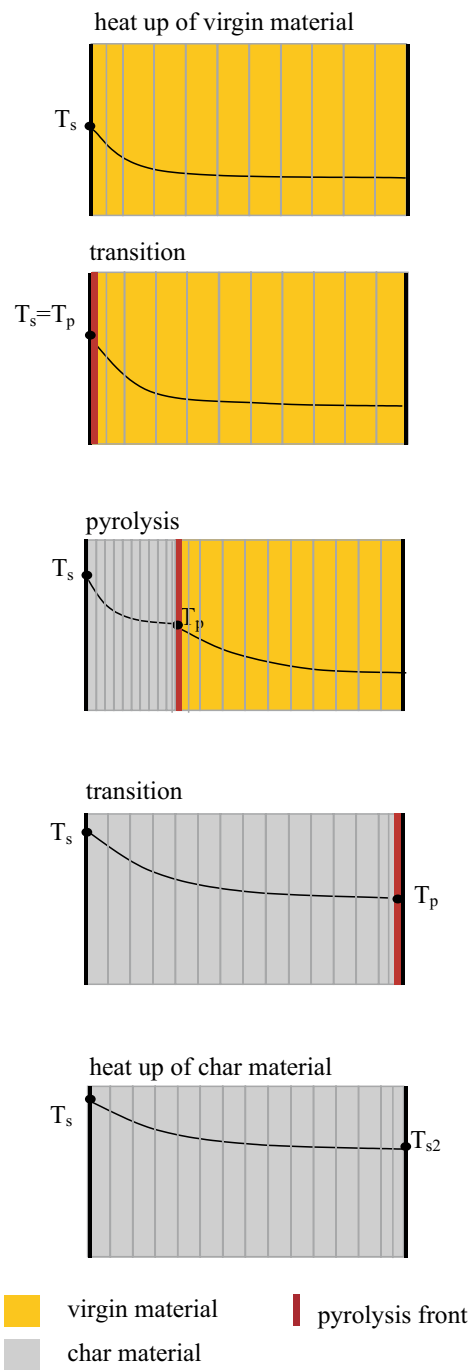 heat up of virgin material
Tₛ
transition
Tₛ=Tₚ
pyrolysis
Tₛ
Tₚ
transition
Tₛ
Tₚ
heat up of char material
Tₛ
Tₛ₂
virgin material
pyrolysis front
char material